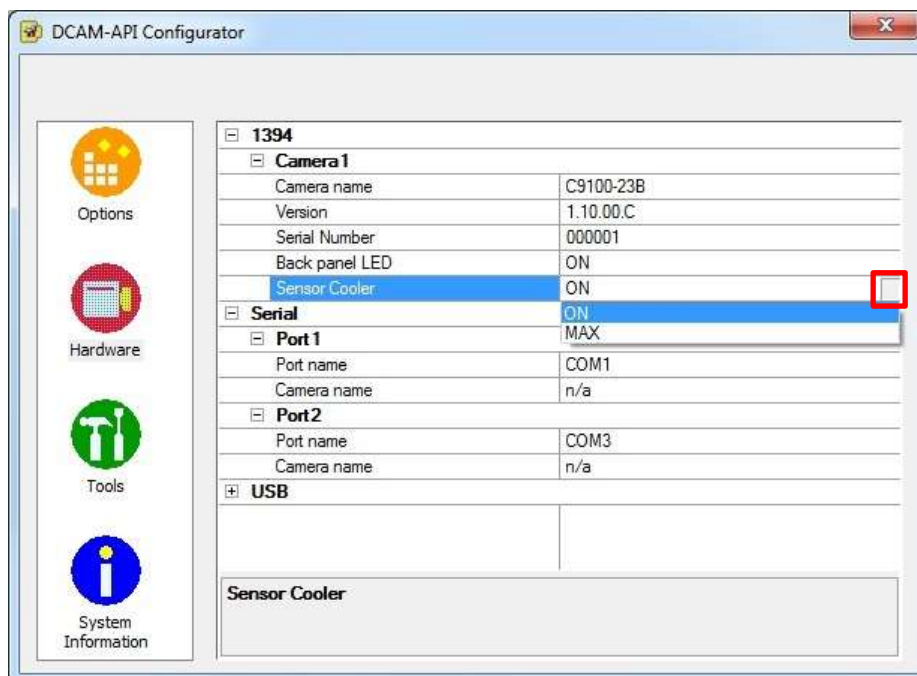 DCAM-API Configurator
Options
Hardware
Tools
System
Information
1394
Camera1
Camera name C9100-23B
Version 1.10.00.C
Serial Number 000001
Back panel LED ON
Sensor Cooler ON
ON
MAX
Serial
Port1
Port name COM1
Camera name n/a
Port2
Port name COM3
Camera name n/a
USB
Sensor Cooler